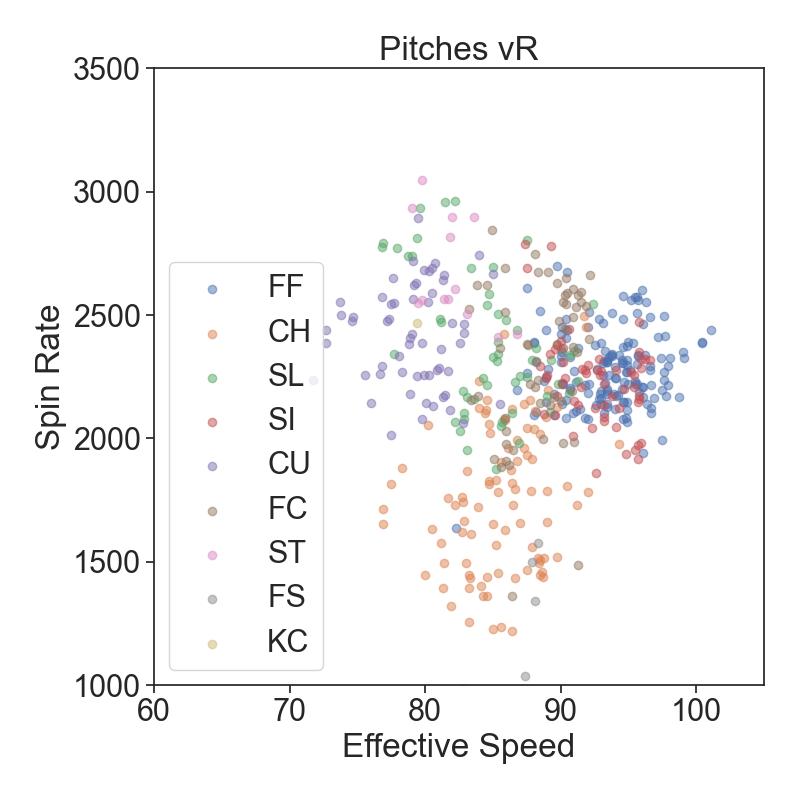 Pitches vR
3500
3000
2500
2000
1500
1000
Spin Rate
FF
CH
SL
SI
CU
FC
ST
FS
KC
60 70 80 90 100
Effective Speed